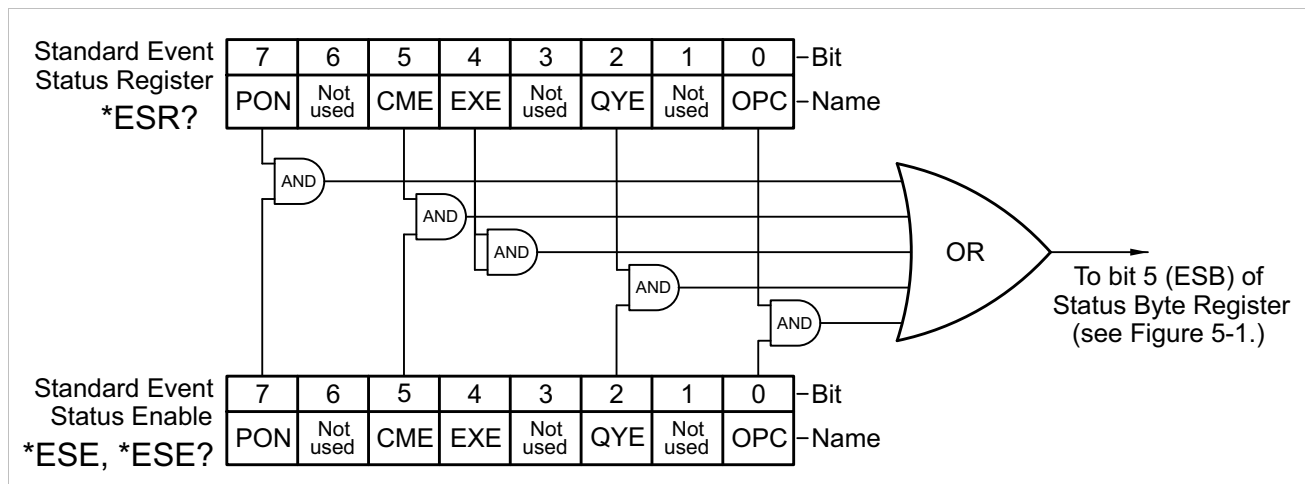 Standard Event
Status Register
*ESR?
7 6 5 4 3 2 1 0 Bit
PON Not used CME EXE Not used QYE Not used OPC Name
AND
AND
AND
AND
AND
OR
To bit 5 (ESB) of
Status Byte Register
(see Figure 5-1.)
Standard Event
Status Enable
*ESE, *ESE?
7 6 5 4 3 2 1 0 Bit
PON Not used CME EXE Not used QYE Not used OPC Name